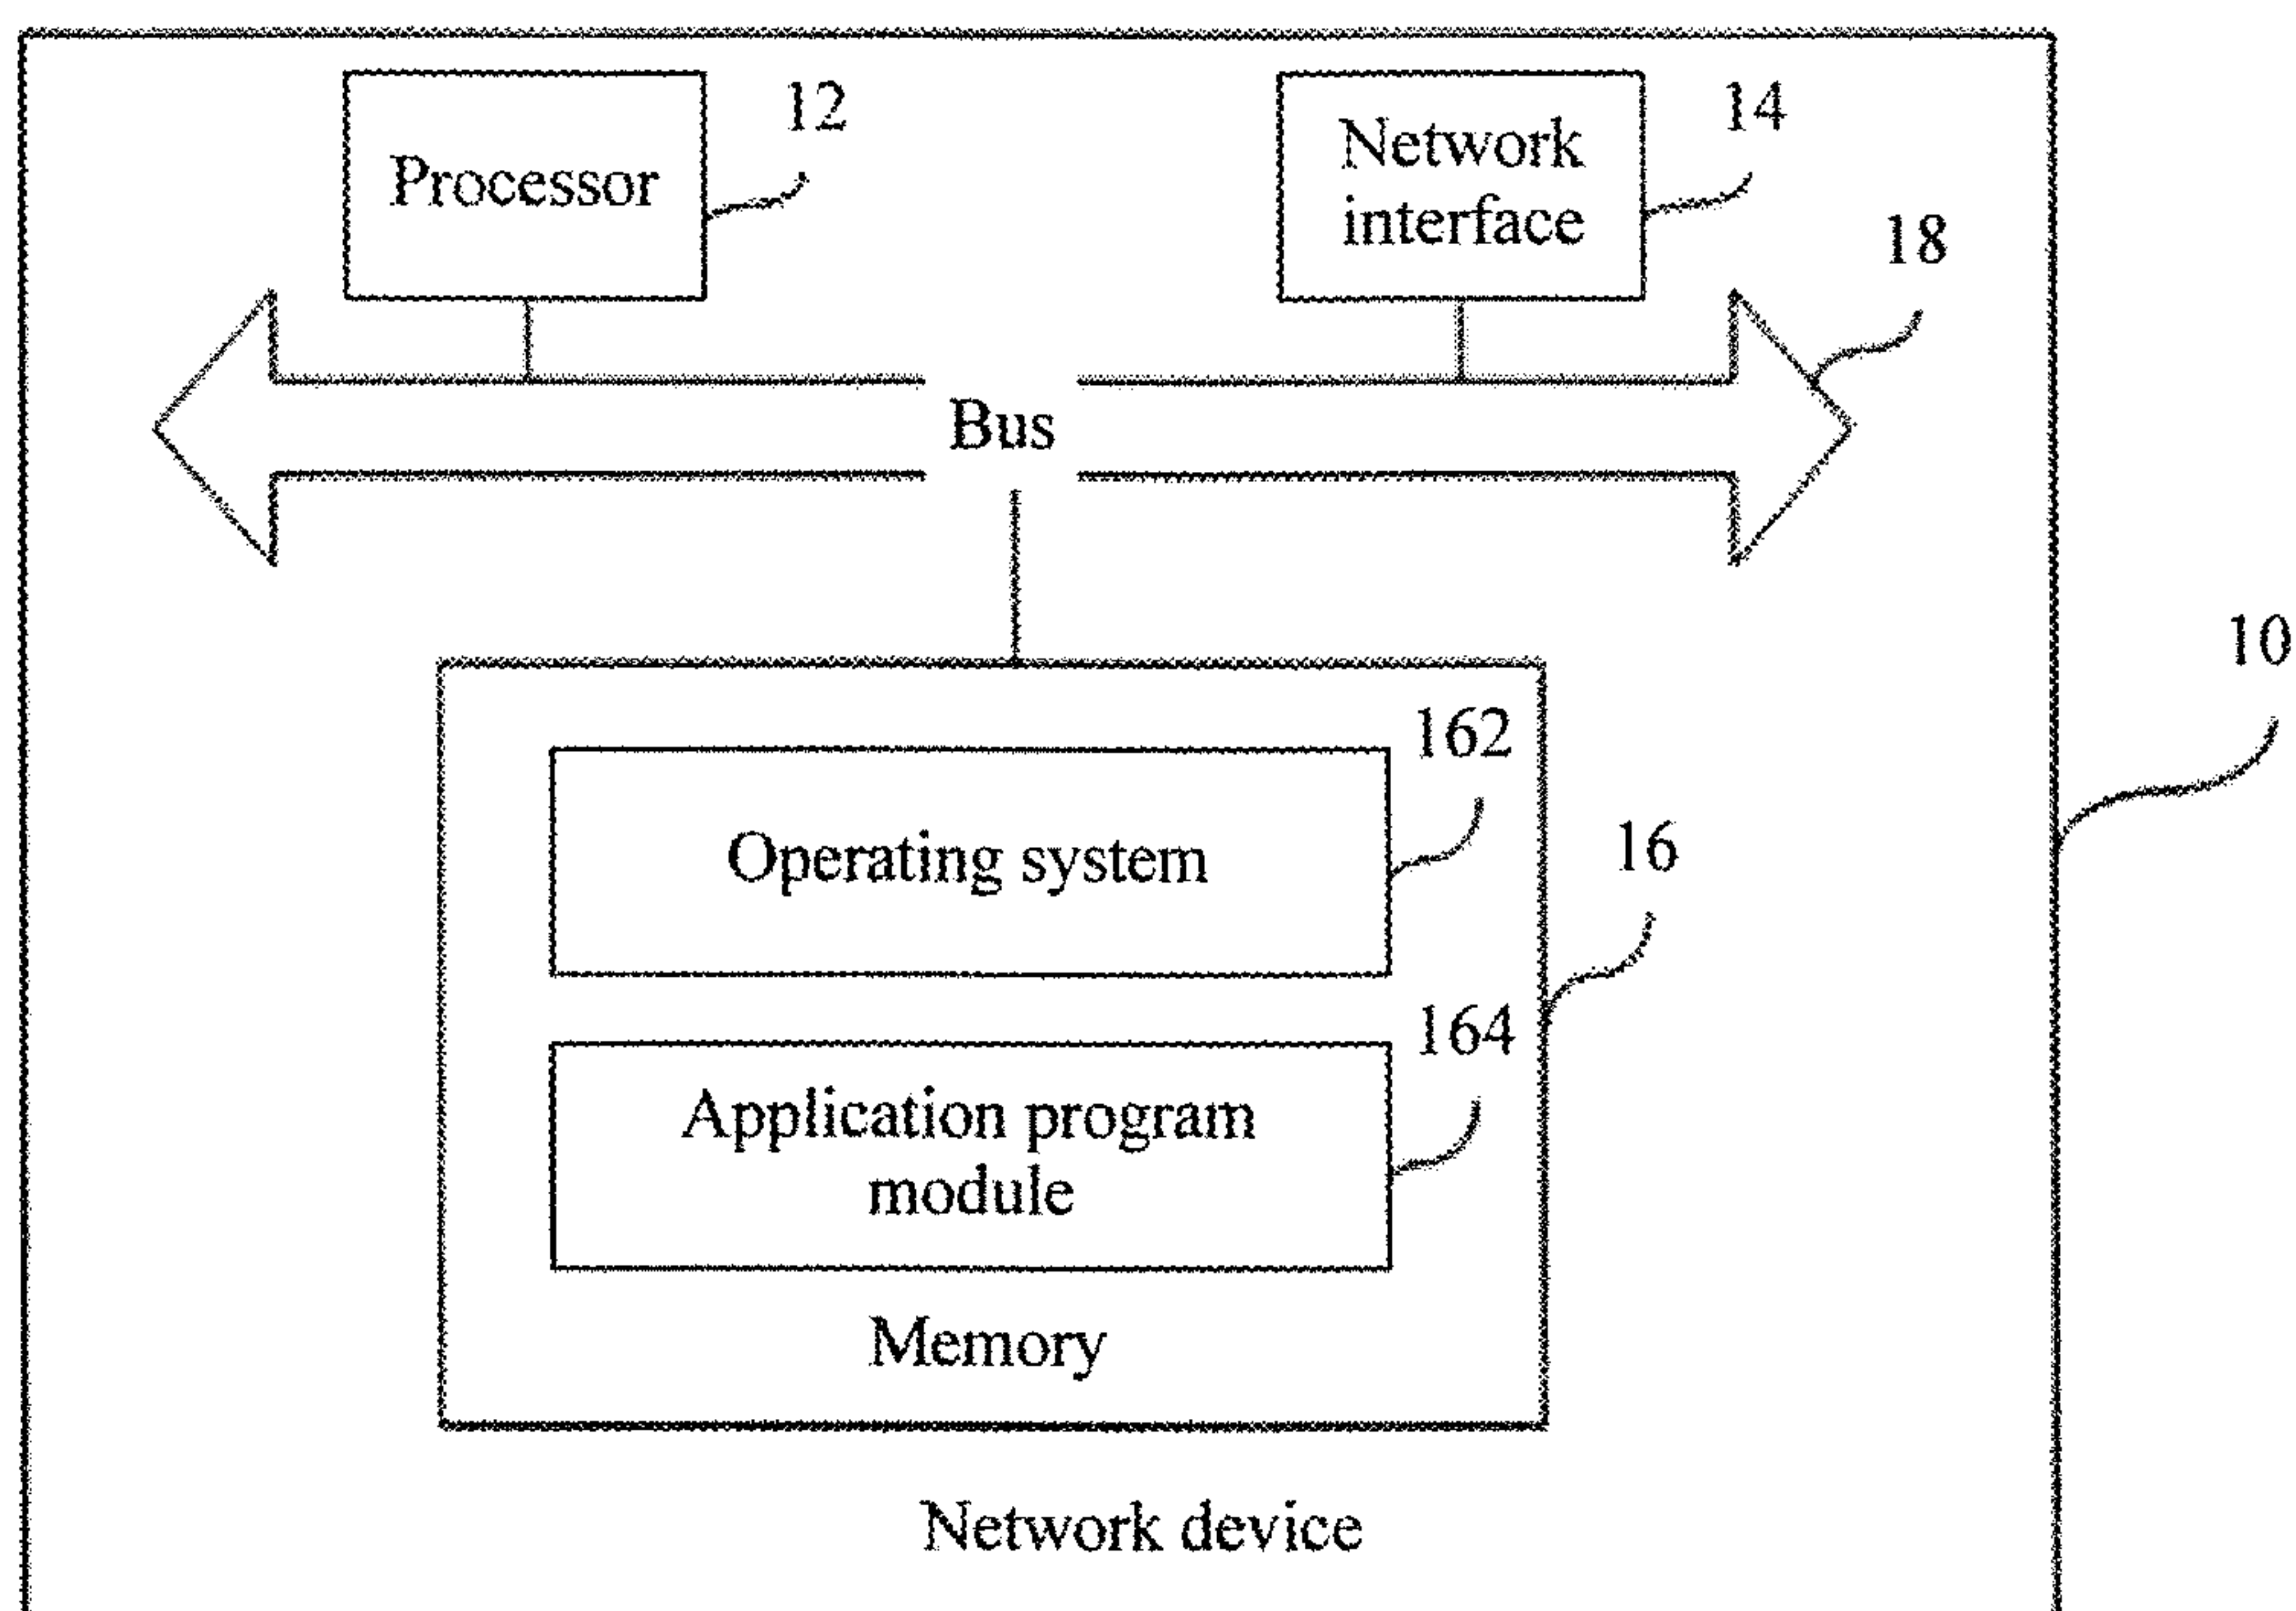 Processor
12
Network
interface
14
18
Bus
10
162
Operating system
16
164
Application program
module
Memory
Network device